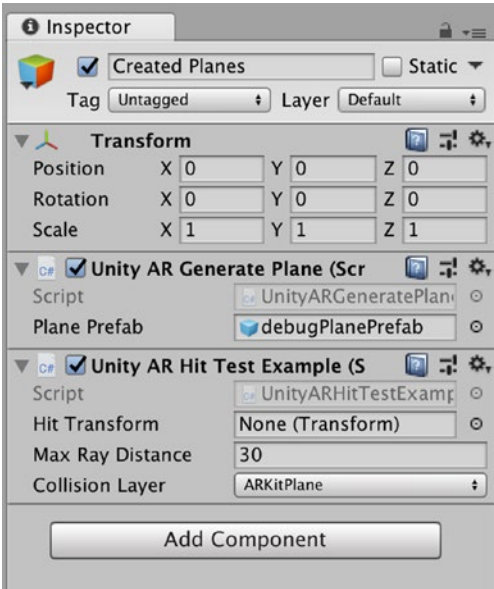 Inspector
Created Planes Static
Tag Untagged Layer Default
Transform
Position X 0 Y 0 Z 0
Rotation X 0 Y 0 Z 0
Scale X 1 Y 1 Z 1
C# Unity AR Generate Plane (Scr
Script UnityARGeneratePlan
Plane Prefab debugPlanePrefab
C# Unity AR Hit Test Example (S
Script UnityARHitTestExamp
Hit Transform None (Transform)
Max Ray Distance 30
Collision Layer ARKitPlane
Add Component